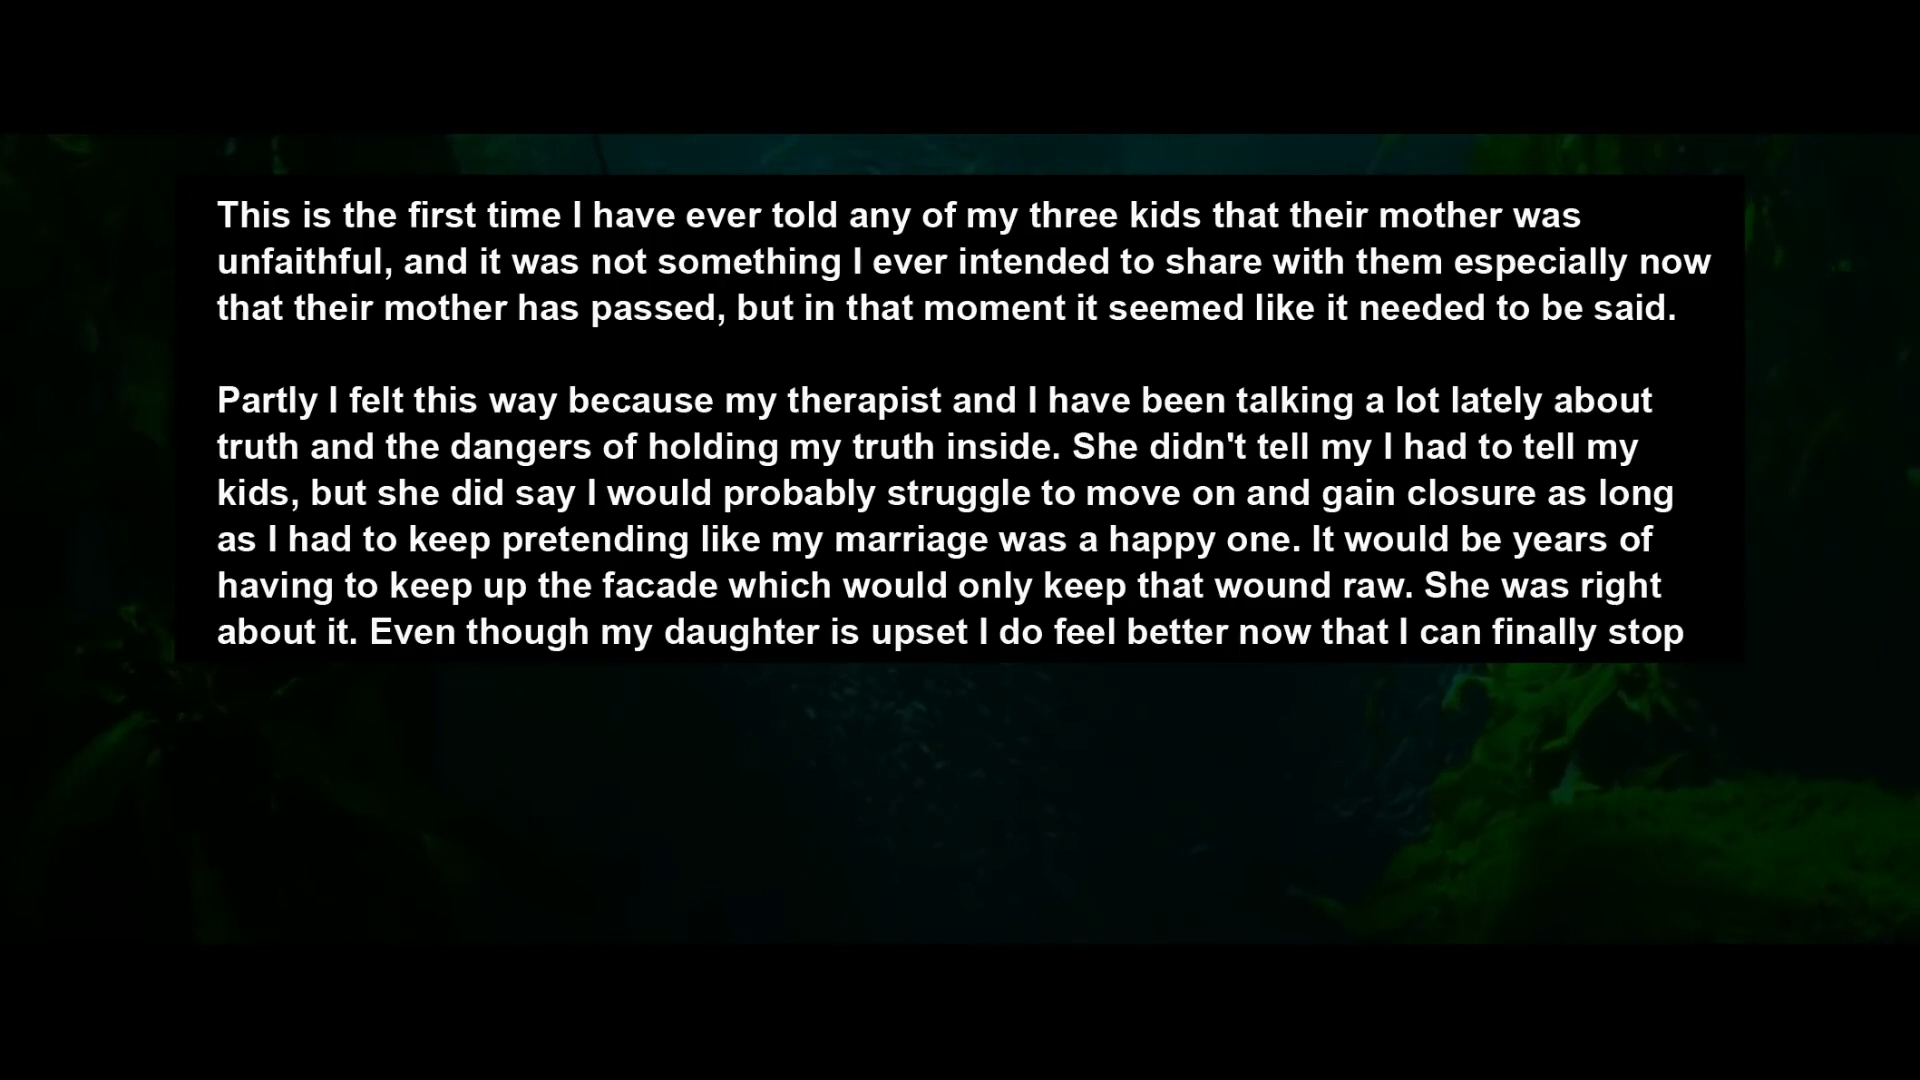 This is the first time I have ever told any of my three kids that their mother was
unfaithful, and it was not something I ever intended to share with them especially now
that their mother has passed, but in that moment it seemed like it needed to be said.
Partly I felt this way because my therapist and I have been talking a lot lately about
truth and the dangers of holding my truth inside. She didn't tell my I had to tell my
kids, but she did say I would probably struggle to move on and gain closure as long
as I had to keep pretending like my marriage was a happy one. It would be years of
having to keep up the facade which would only keep that wound raw. She was right
about it. Even though my daughter is upset I do feel better now that I can finally stop